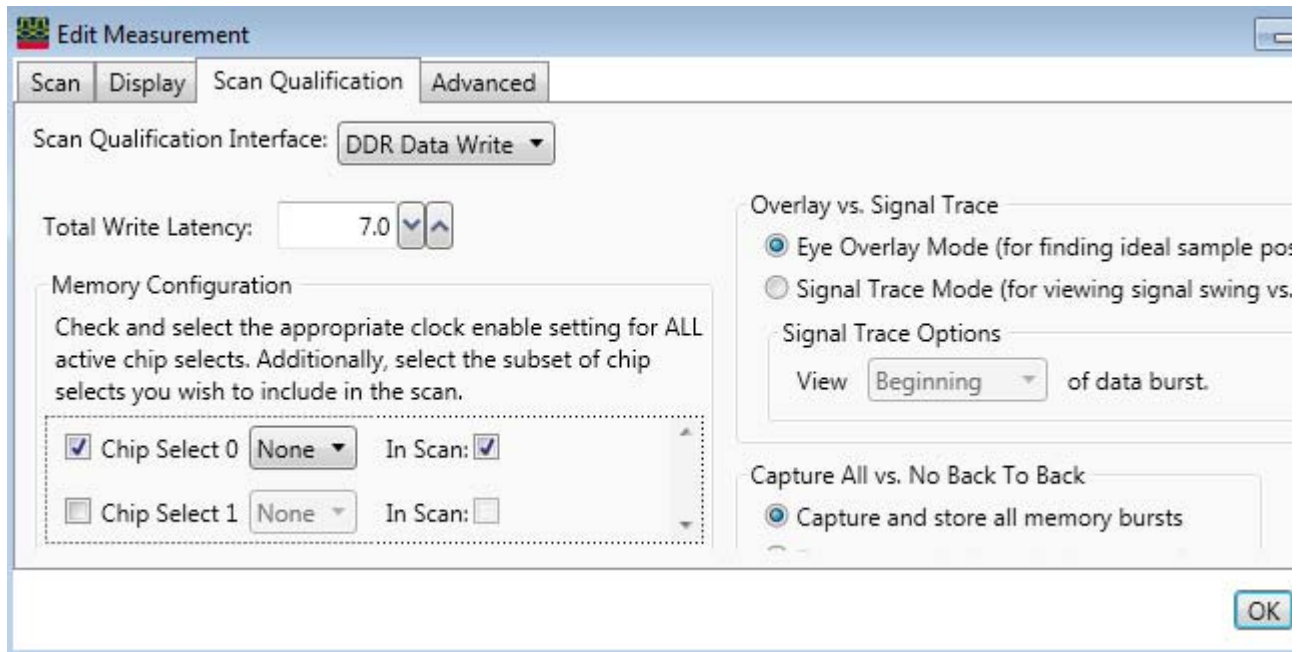 Edit Measurement
Scan Display Scan Qualification Advanced
Scan Qualification Interface: DDR Data Write
Total Write Latency: 7.0
Memory Configuration
Check and select the appropriate clock enable setting for ALL
active chip selects. Additionally, select the subset of chip
selects you wish to include in the scan.
Chip Select 0 None In Scan:
Chip Select 1 None In Scan:
Overlay vs. Signal Trace
Eye Overlay Mode (for finding ideal sample pos
Signal Trace Mode (for viewing signal swing vs.
Signal Trace Options
View Beginning of data burst.
Capture All vs. No Back To Back
Capture and store all memory bursts
OK